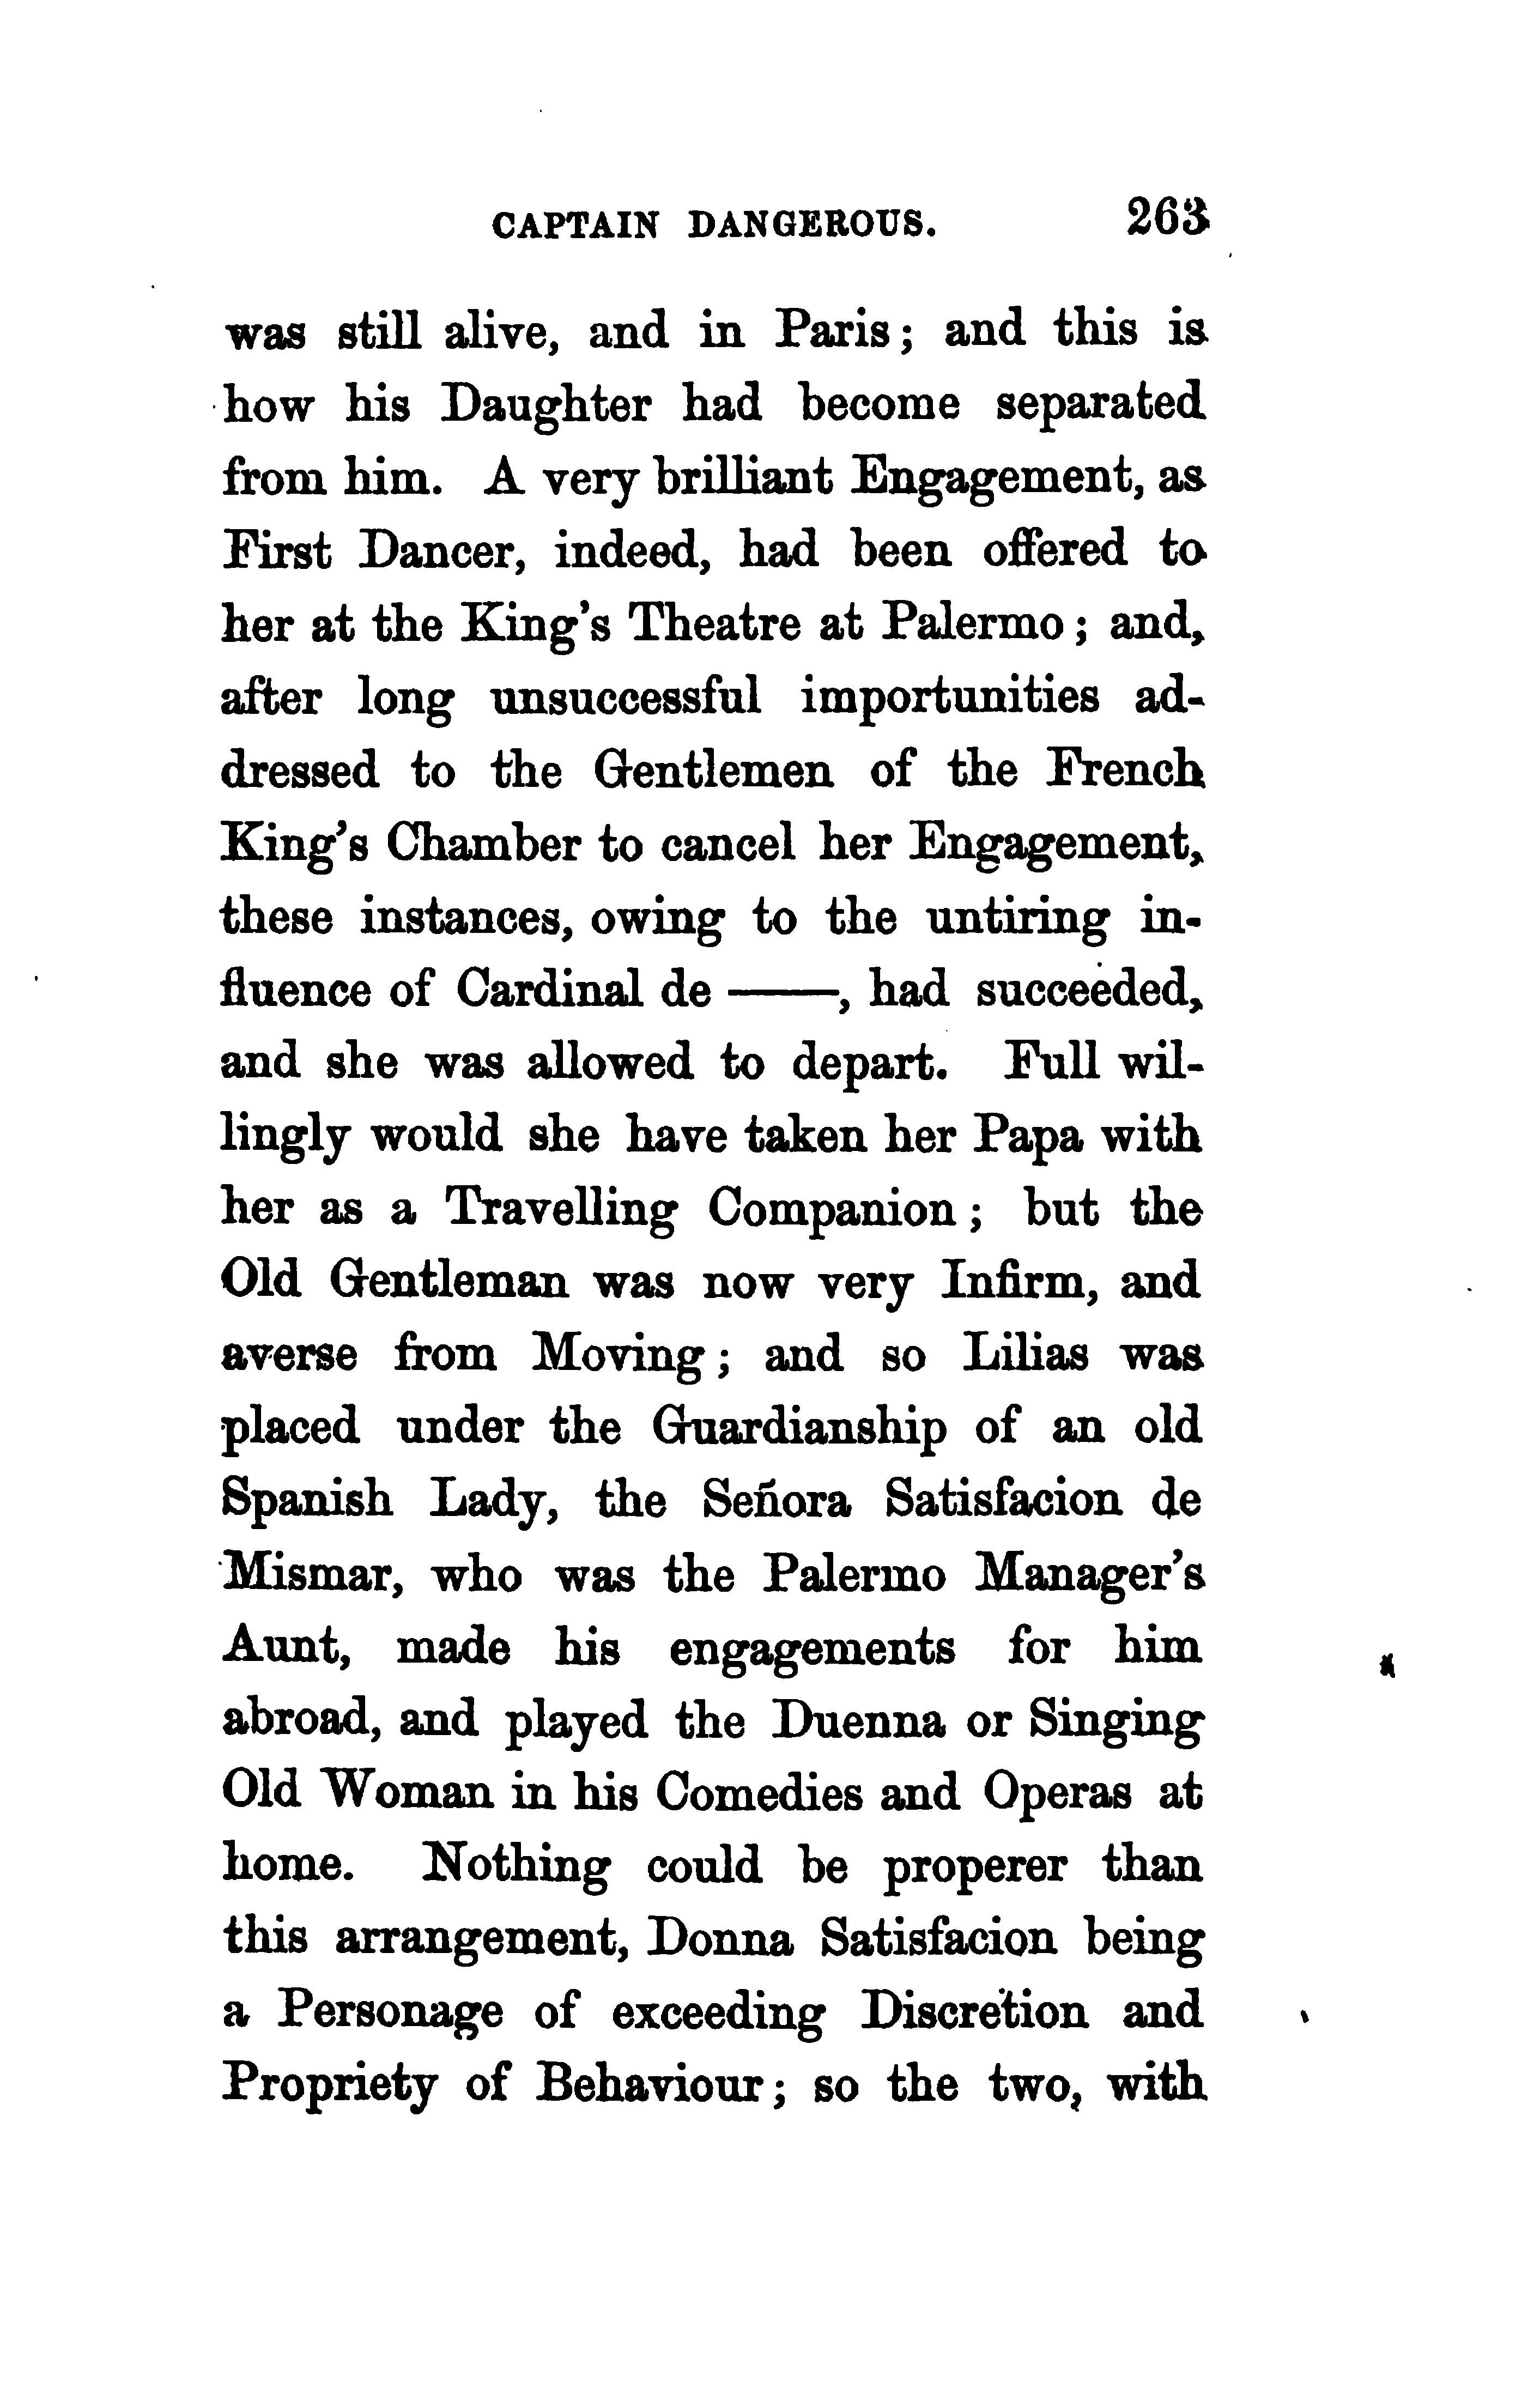 CAPTAIN DANGEROUS. 263
was still alive, and in Paris; and this is
how his Daughter had become separated
from him. A very brilliant Engagement, as
First Dancer, indeed, had been offered to
her at the King's Theatre at Palermo; and,
after long unsuccessful importunities ad-
dressed to the Gentlemen of the French
King's Chamber to cancel her Engagement,
these instances, owing to the untiring in-
fluence of Cardinal de ——, had succeeded,
and she was allowed to depart. Full wil-
lingly would she have taken her Papa with
her as a Travelling Companion; but the
Old Gentleman was now very Infirm, and
averse from Moving; and so Lilias was
placed under the Guardianship of an old
Spanish Lady, the Señora Satisfacion de
Mismar, who was the Palermo Manager's
Aunt, made his engagements for him
abroad, and played the Duenna or Singing
Old Woman in his Comedies and Operas at
home. Nothing could be properer than
this arrangement, Donna Satisfacion being
a Personage of exceeding Discretion and
Propriety of Behaviour; so the two, with